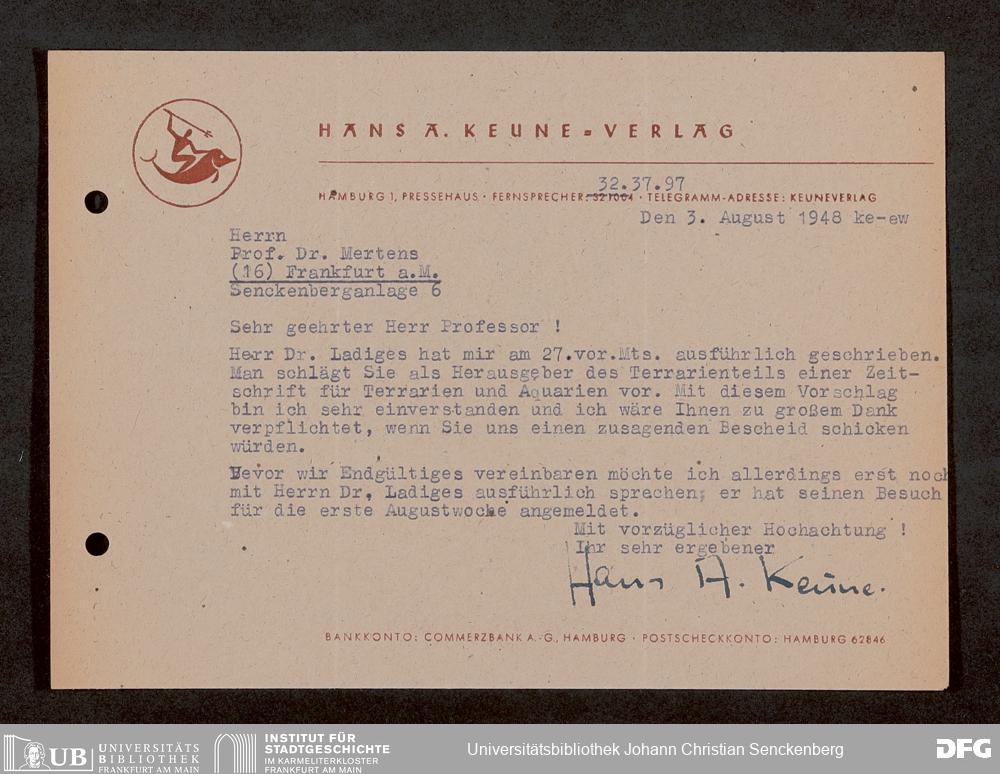 HANS A. KEUNE=VERLAG
32.37.97
HAMBURG 1, PRESSEHAUS · FERNSPRECHER: 321004 · TELEGRAMM-ADRESSE: KEUNEVERLAG
Den 3. August 1948 ke-ew
Herrn
Prof. Dr. Mertens
(16) Frankfurt a.M.
Senckenberganlage 6
Sehr geehrter Herr Professor !
Herr Dr. Ladiges hat mir am 27.vor.Mts. ausführlich geschrieben.
Man schlägt Sie als Herausgeber des Terrarienteils einer Zeit-
schrift für Terrarien und Aquarien vor. Mit diesem Vorschlag
bin ich sehr einverstanden und ich wäre Ihnen zu großem Dank
verpflichtet, wenn Sie uns einen zusagenden Bescheid schicken
würden.
Bevor wir Endgültiges vereinbaren möchte ich allerdings erst noch
mit Herrn Dr. Ladiges ausführlich sprechen; er hat seinen Besuch
für die erste Augustwoche angemeldet.
Mit vorzüglicher Hochachtung !
Ihr sehr ergebener
Hans A. Keune.
BANKKONTO: COMMERZBANK A.-G., HAMBURG · POSTSCHECKKONTO: HAMBURG 62846
UB UNIVERSITÄTS
BIBLIOTHEK
FRANKFURT AM MAIN
INSTITUT FÜR
STADTGESCHICHTE
IM KARMELITERKLOSTER
FRANKFURT AM MAIN
Universitätsbibliothek Johann Christian Senckenberg
DFG